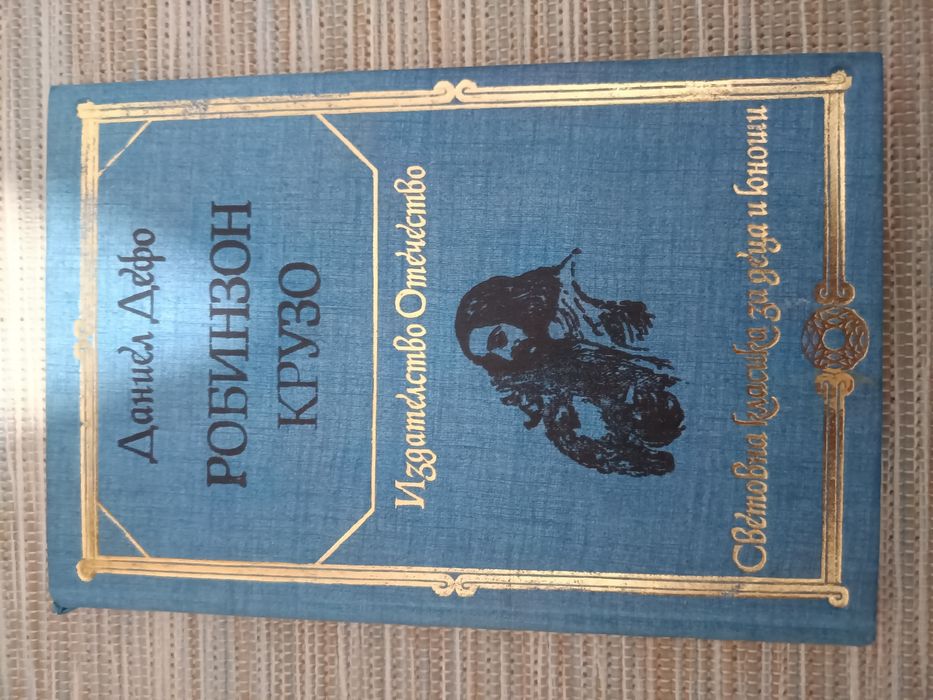 Даниел Дефо
РОБИНЗОН
КРУЗО
Издателство Отечество
Световна класика за деца и юноши